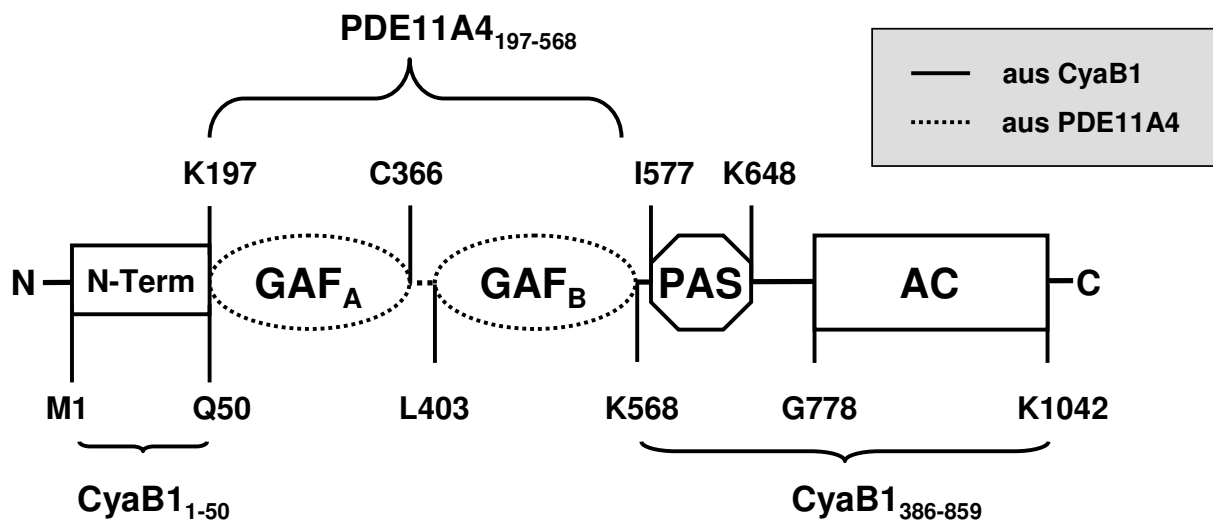 PDE11A4197-568
aus CyaB1
aus PDE11A4
K197 C366 I577 K648
N N-Term GAFA GAFB PAS AC C
M1 Q50 L403 K568 G778 K1042
CyaB11-50 CyaB1386-859